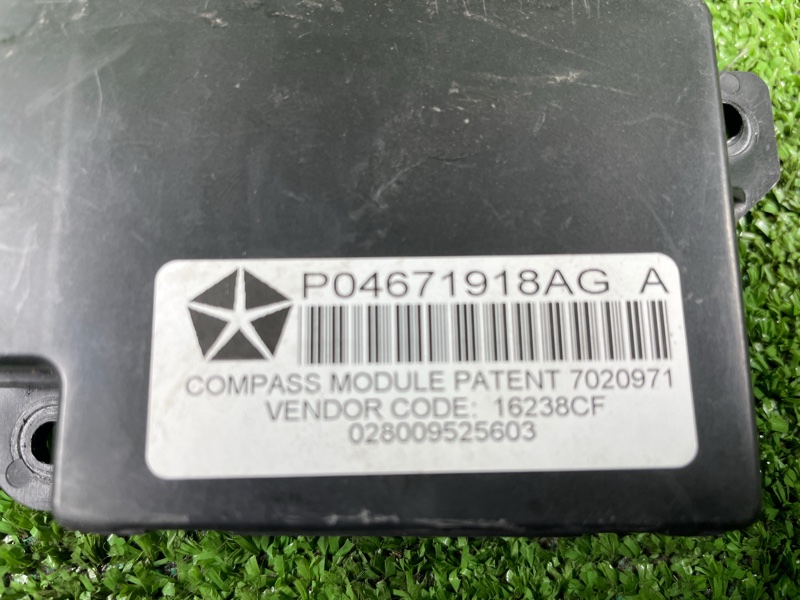 P04671918AG A
COMPASS MODULE PATENT 7020971
VENDOR CODE: 16238CF
028009525603